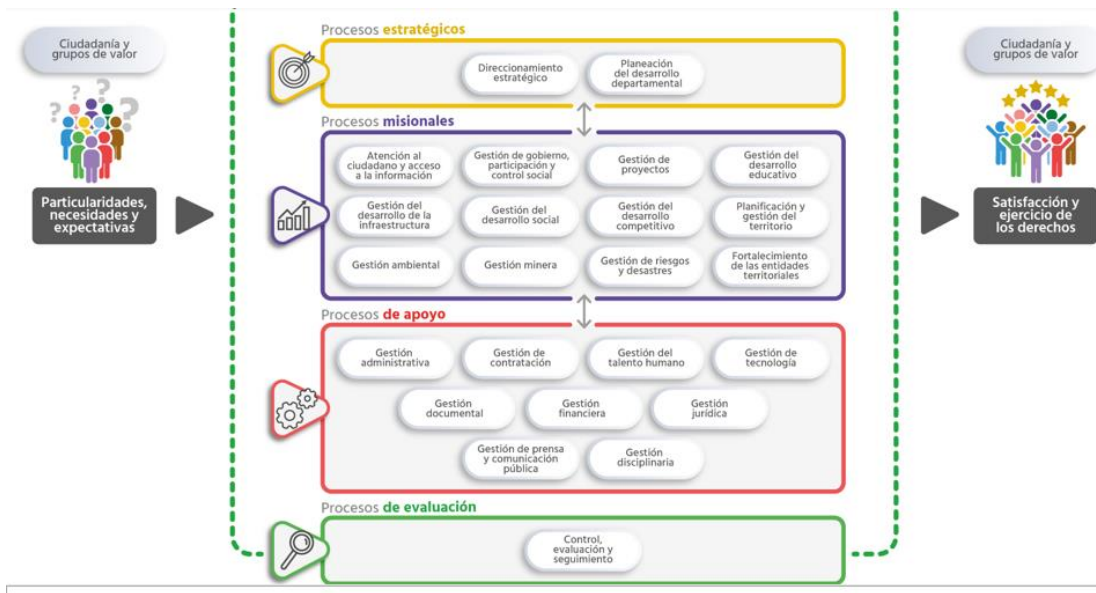 Ciudadanía y
grupos de valor
? ? ? ?
Particularidades,
necesidades y
expectativas
Procesos estratégicos
Direccionamiento
estratégico
Planeación
del desarrollo
departamental
Procesos misionales
Atención al
ciudadano y acceso
a la información
Gestión de gobierno,
participación y
control social
Gestión de
proyectos
Gestión del
desarrollo
educativo
Gestión del
desarrollo de la
infraestructura
Gestión del
desarrollo social
Gestión del
desarrollo
competitivo
Planificación y
gestión del
territorio
Gestión ambiental
Gestión minera
Gestión de riesgos
y desastres
Fortalecimiento
de las entidades
territoriales
Procesos de apoyo
Gestión
administrativa
Gestión de
contratación
Gestión del
talento humano
Gestión de
tecnología
Gestión
documental
Gestión
financiera
Gestión
jurídica
Gestión de prensa
y comunicación
pública
Gestión
disciplinaria
Procesos de evaluación
Control,
evaluación y
seguimiento
Ciudadanía y
grupos de valor
Satisfacción y
ejercicio de
los derechos